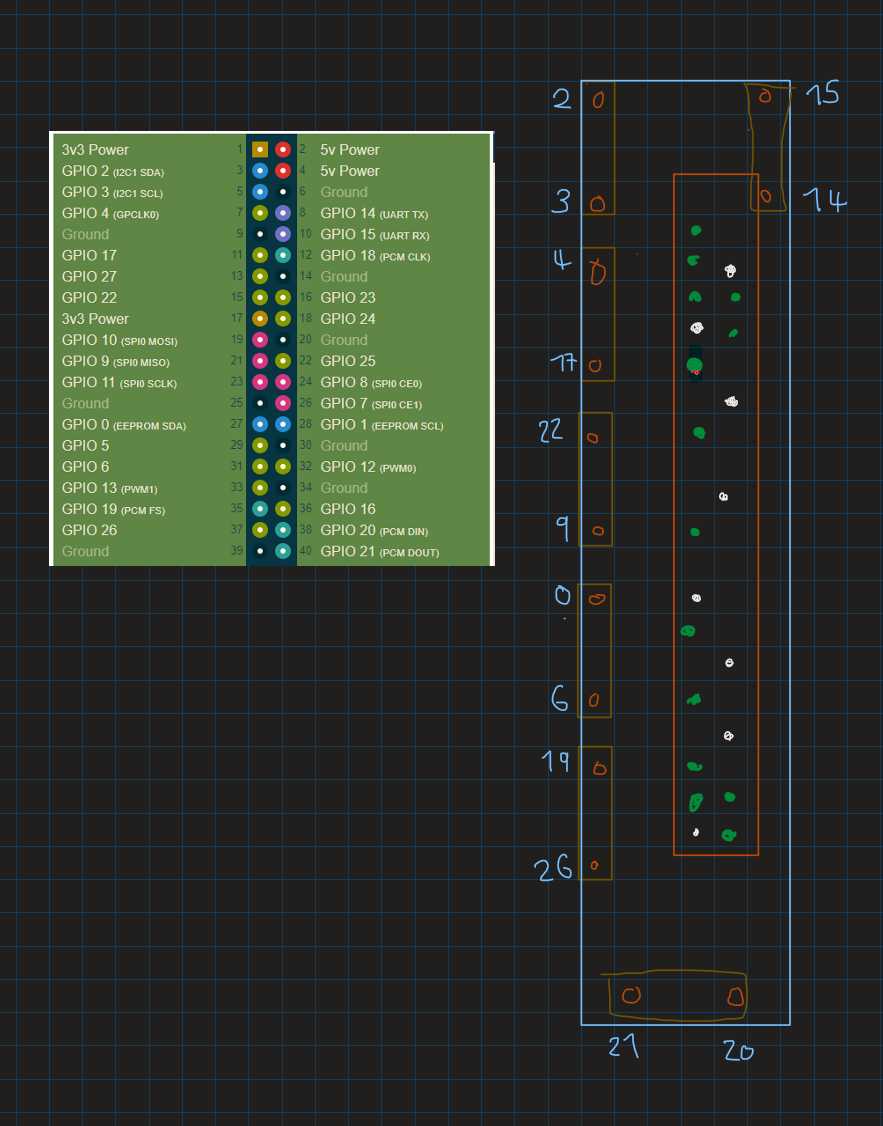 3v3 Power 1 2 5v Power
GPIO 2 (I2C1 SDA) 3 4 5v Power
GPIO 3 (I2C1 SCL) 5 6 Ground
GPIO 4 (GPCLK0) 7 8 GPIO 14 (UART TX)
Ground 9 10 GPIO 15 (UART RX)
GPIO 17 11 12 GPIO 18 (PCM CLK)
GPIO 27 13 14 Ground
GPIO 22 15 16 GPIO 23
3v3 Power 17 18 GPIO 24
GPIO 10 (SPI0 MOSI) 19 20 Ground
GPIO 9 (SPI0 MISO) 21 22 GPIO 25
GPIO 11 (SPI0 SCLK) 23 24 GPIO 8 (SPI0 CE0)
Ground 25 26 GPIO 7 (SPI0 CE1)
GPIO 0 (EEPROM SDA) 27 28 GPIO 1 (EEPROM SCL)
GPIO 5 29 30 Ground
GPIO 6 31 32 GPIO 12 (PWM0)
GPIO 13 (PWM1) 33 34 Ground
GPIO 19 (PCM FS) 35 36 GPIO 16
GPIO 26 37 38 GPIO 20 (PCM DIN)
Ground 39 40 GPIO 21 (PCM DOUT)
2 15
3 14
4
17
22
9
0
6
19
26
21 20